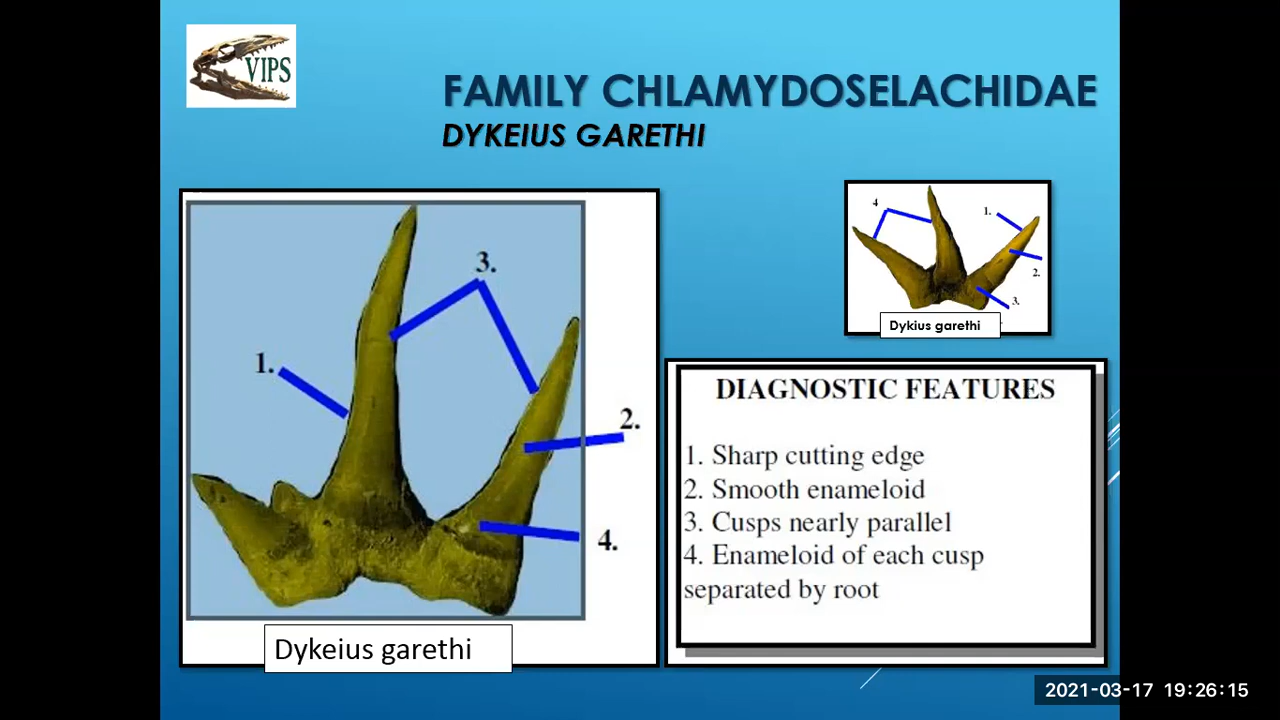 VIPS
FAMILY CHLAMYDOSELACHIDAE
DYKEIUS GARETHI
3.
1.
2.
4.
Dykeius garethi
4
1.
2.
3.
Dykius garethi
DIAGNOSTIC FEATURES
1. Sharp cutting edge
2. Smooth enameloid
3. Cusps nearly parallel
4. Enameloid of each cusp
separated by root
2021-03-17 19:26:15